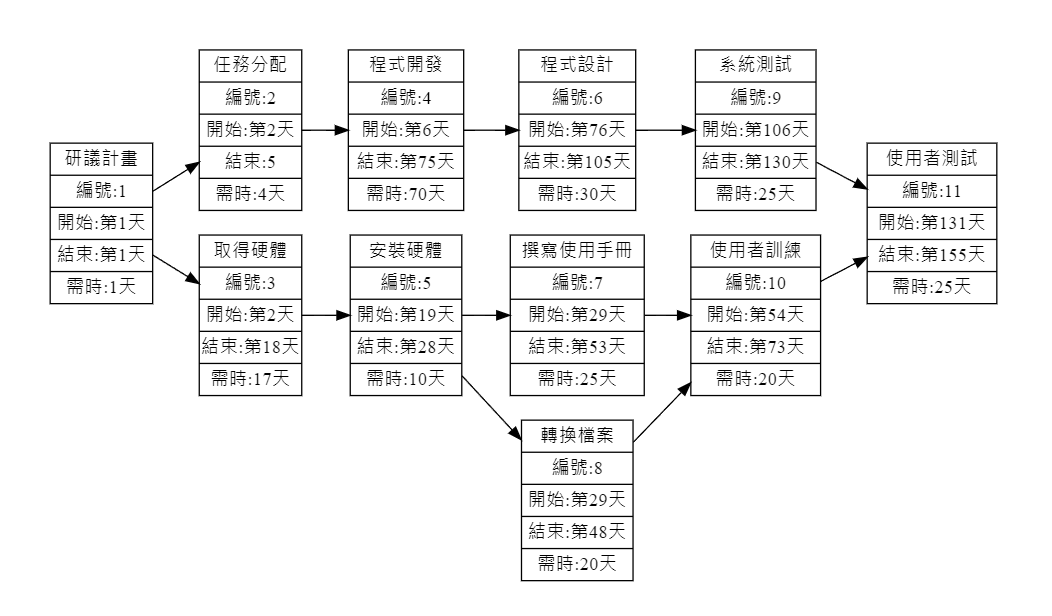 研議計畫
編號:1
開始:第1天
結束:第1天
需時:1天
任務分配
編號:2
開始:第2天
結束:5
需時:4天
程式開發
編號:4
開始:第6天
結束:第75天
需時:70天
程式設計
編號:6
開始:第76天
結束:第105天
需時:30天
系統測試
編號:9
開始:第106天
結束:第130天
需時:25天
取得硬體
編號:3
開始:第2天
結束:第18天
需時:17天
安裝硬體
編號:5
開始:第19天
結束:第28天
需時:10天
撰寫使用手冊
編號:7
開始:第29天
結束:第53天
需時:25天
使用者訓練
編號:10
開始:第54天
結束:第73天
需時:20天
轉換檔案
編號:8
開始:第29天
結束:第48天
需時:20天
使用者測試
編號:11
開始:第131天
結束:第155天
需時:25天